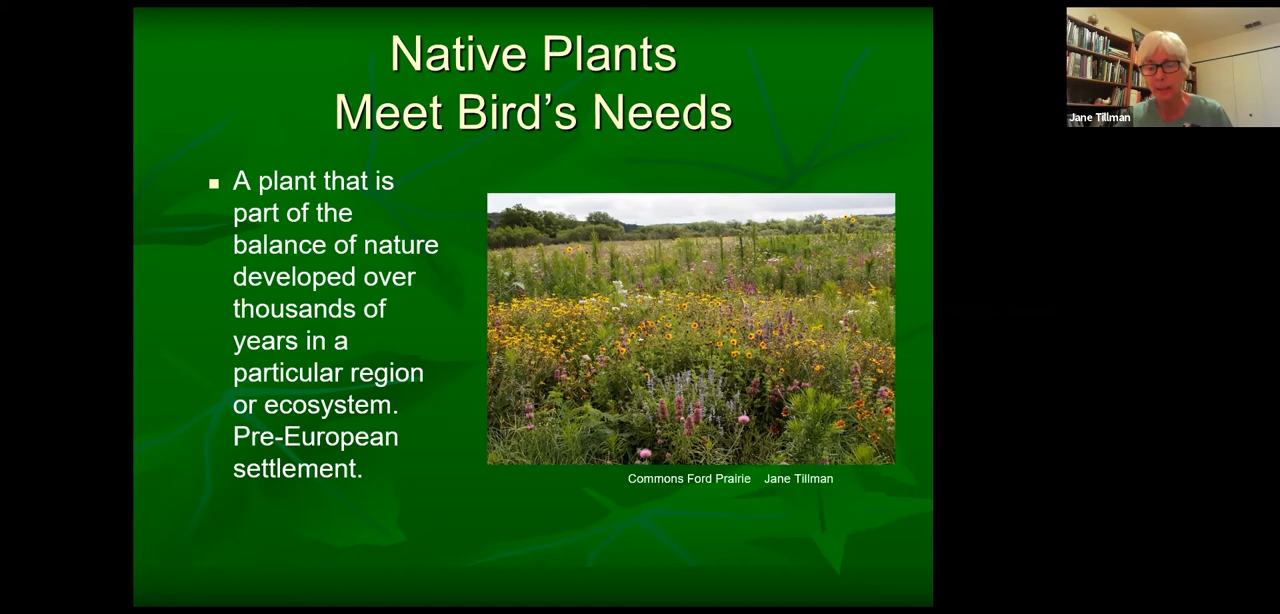 Native Plants
Meet Bird’s Needs
■ A plant that is
part of the
balance of nature
developed over
thousands of
years in a
particular region
or ecosystem.
Pre-European
settlement.
Commons Ford Prairie Jane Tillman
Jane Tillman